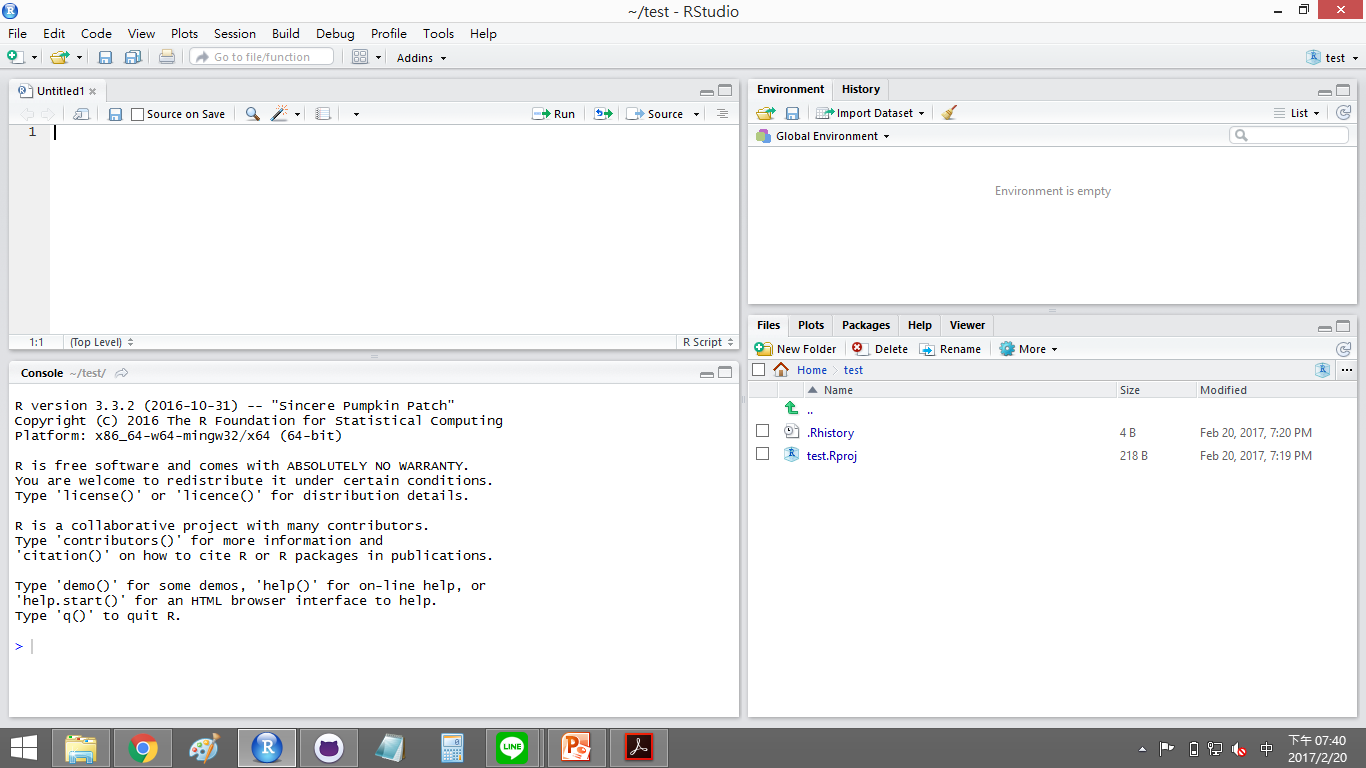 ~/test - RStudio
File Edit Code View Plots Session Build Debug Profile Tools Help
Go to file/function Addins test
Untitled1
Source on Save Run Source
1
1:1 (Top Level) R Script
Console ~/test/
R version 3.3.2 (2016-10-31) -- "Sincere Pumpkin Patch"
Copyright (C) 2016 The R Foundation for Statistical Computing
Platform: x86_64-w64-mingw32/x64 (64-bit)
R is free software and comes with ABSOLUTELY NO WARRANTY.
You are welcome to redistribute it under certain conditions.
Type 'license()' or 'licence()' for distribution details.
R is a collaborative project with many contributors.
Type 'contributors()' for more information and
'citation()' on how to cite R or R packages in publications.
Type 'demo()' for some demos, 'help()' for on-line help, or
'help.start()' for an HTML browser interface to help.
Type 'q()' to quit R.
>
Environment History
Import Dataset List
Global Environment
Environment is empty
Files Plots Packages Help Viewer
New Folder Delete Rename More
Home test
Name Size Modified
..
.Rhistory 4 B Feb 20, 2017, 7:20 PM
test.Rproj 218 B Feb 20, 2017, 7:19 PM
LINE
中
下午 07:40
2017/2/20